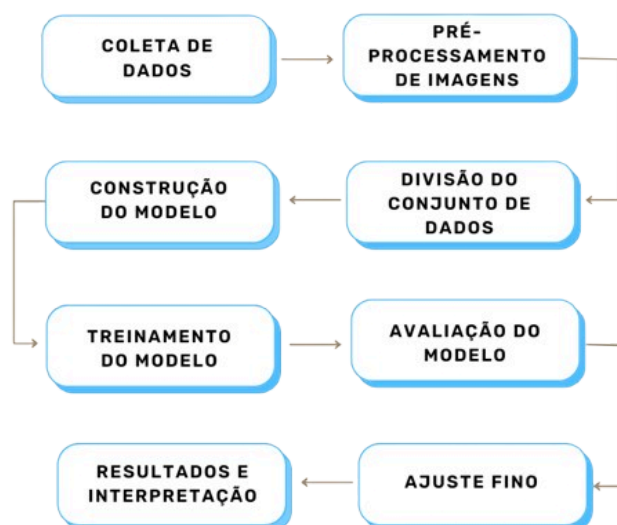 COLETA DE
DADOS
PRÉ-
PROCESSAMENTO
DE IMAGENS
DIVISÃO DO
CONJUNTO DE
DADOS
CONSTRUÇÃO
DO MODELO
TREINAMENTO
DO MODELO
AVALIAÇÃO DO
MODELO
AJUSTE FINO
RESULTADOS E
INTERPRETAÇÃO